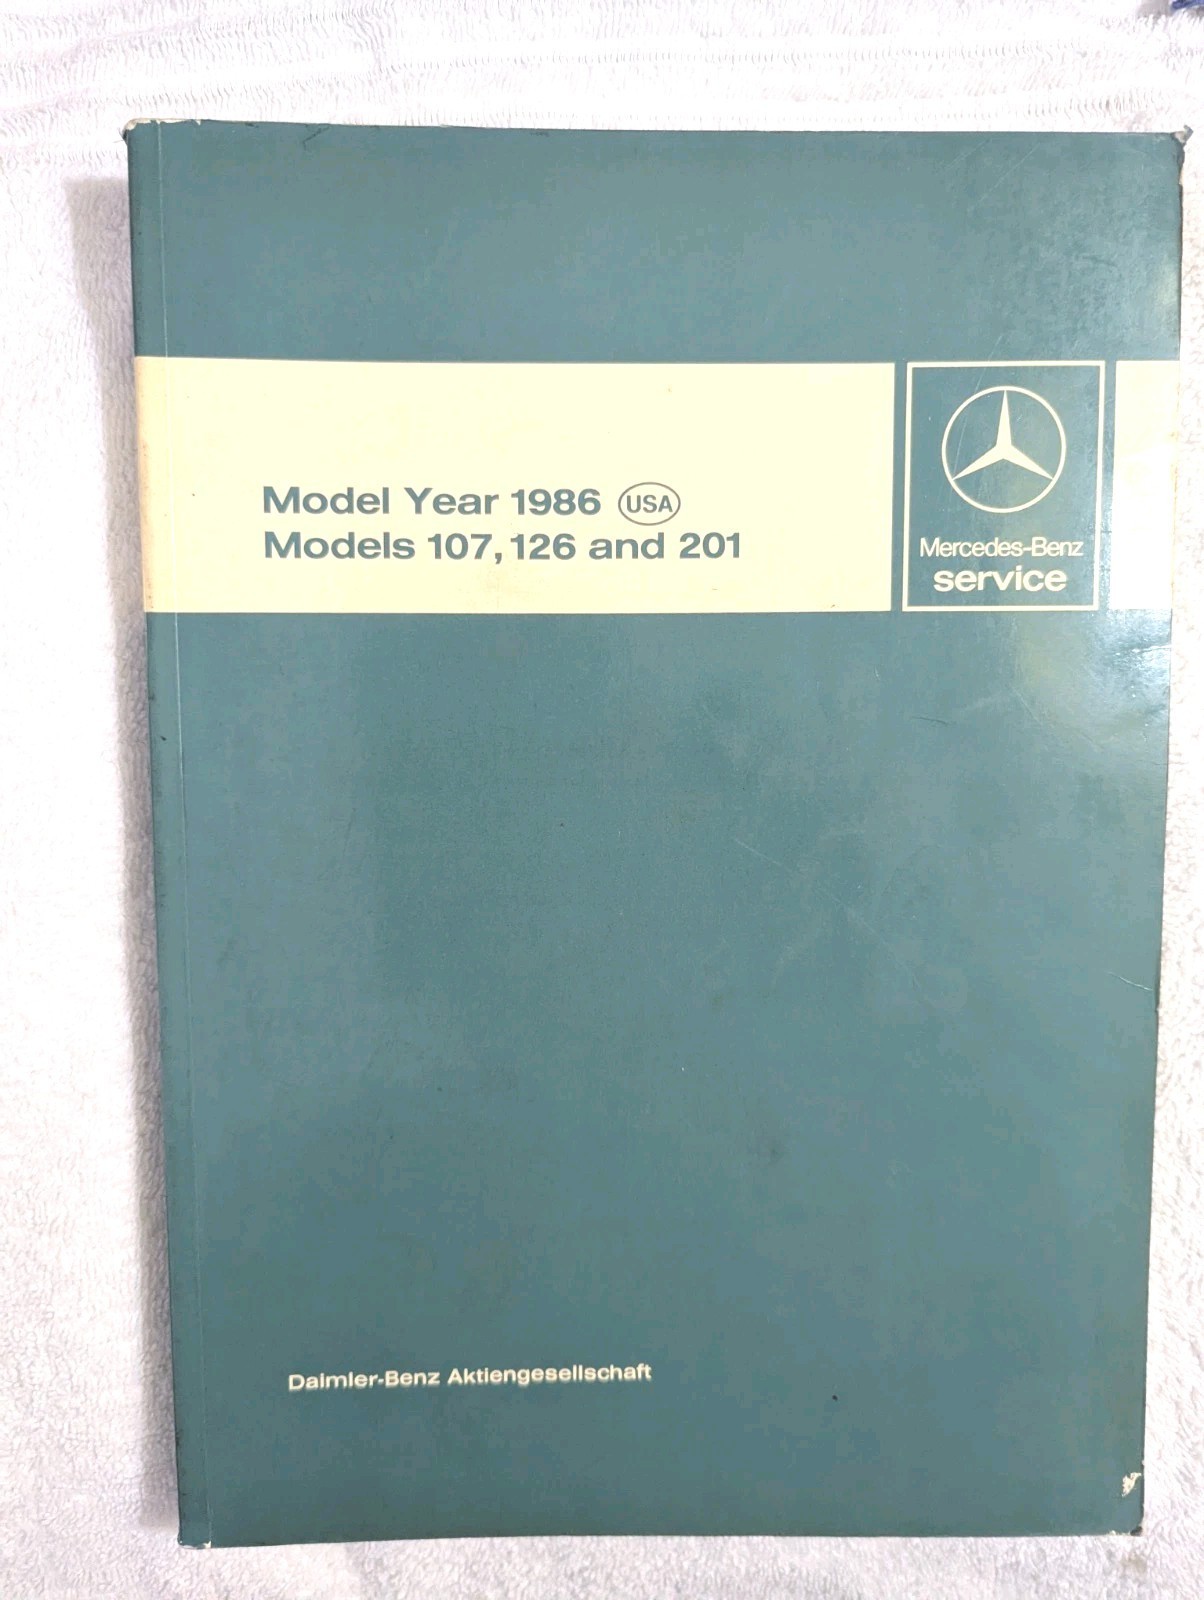 Model Year 1986 USA
Models 107, 126 and 201
Mercedes-Benz
service
Daimler-Benz Aktiengesellschaft